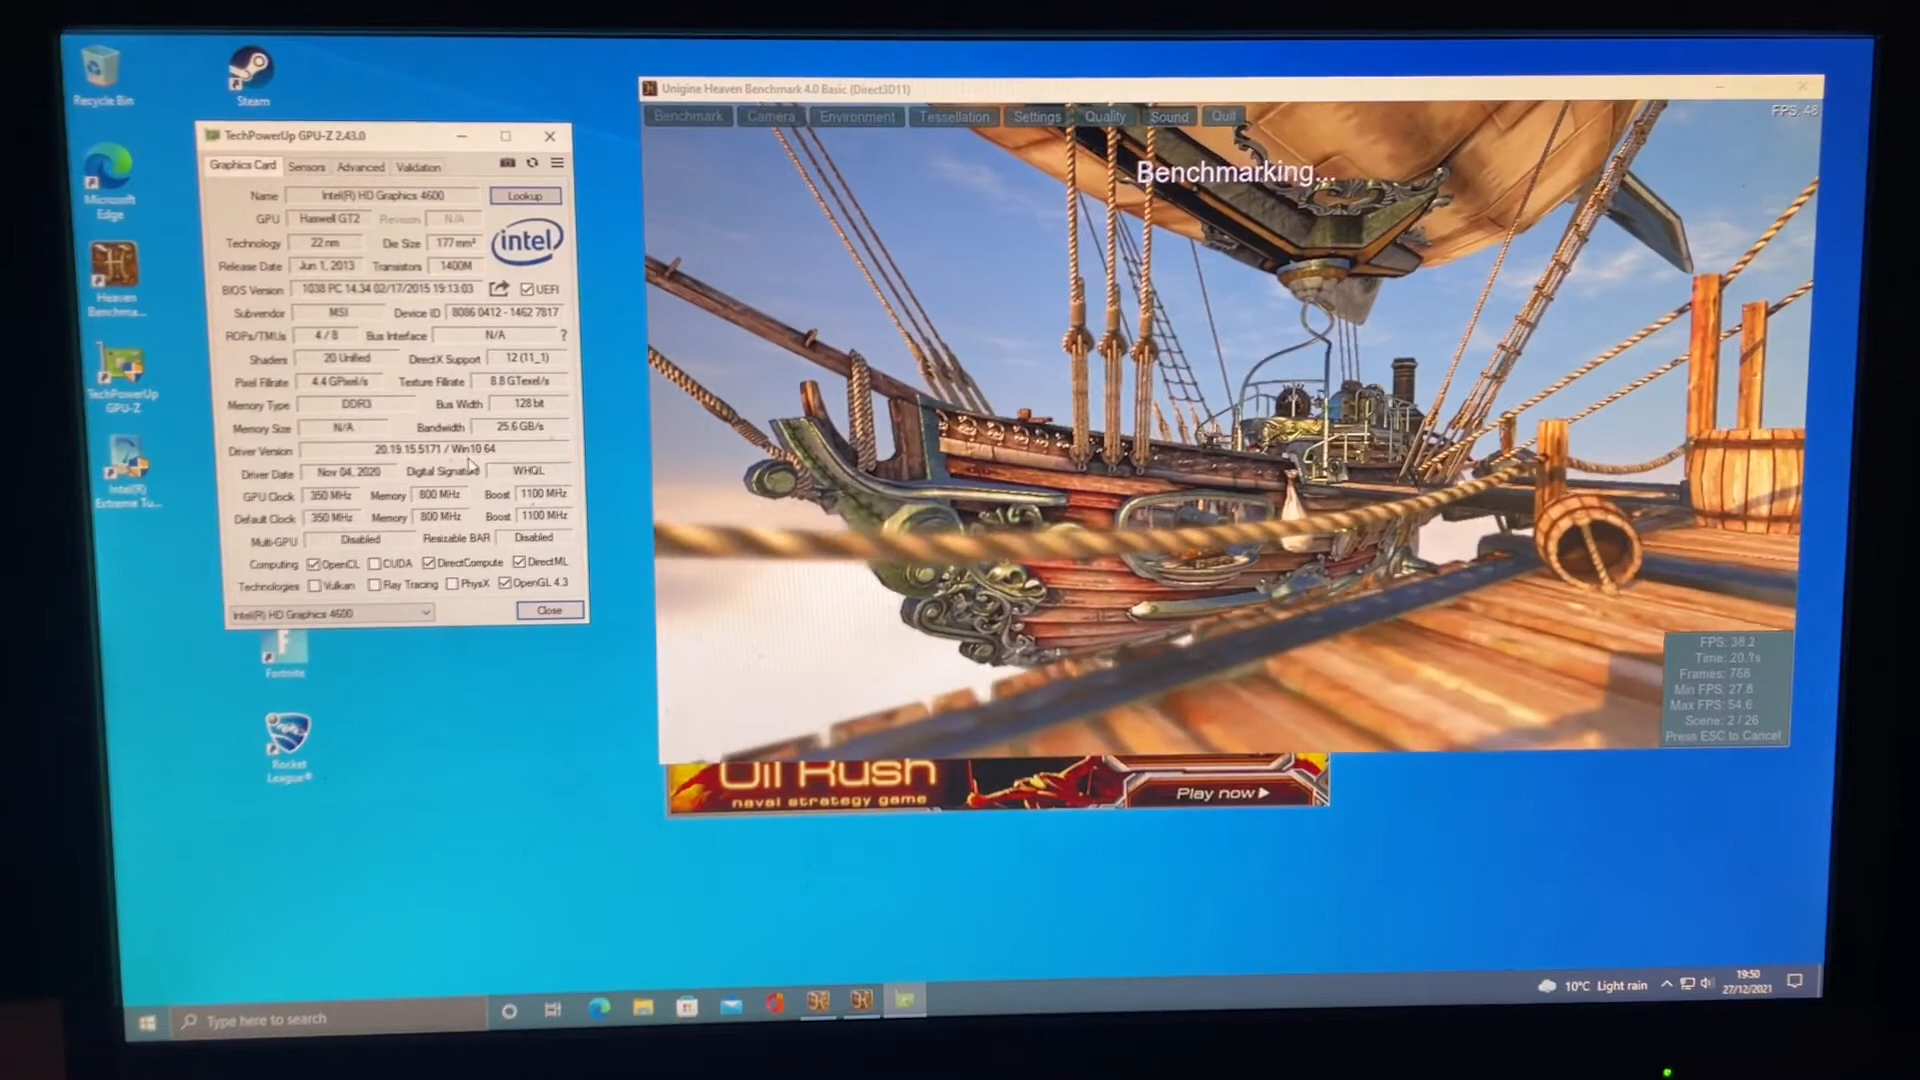 Recycle Bin
Steam
Microsoft
Edge
Heaven
Benchma...
TechPowerUp
GPU-Z
Intel(R)
Extreme Tu...
Fortnite
Rocket
League®
TechPowerUp GPU-Z 2.43.0
Graphics Card Sensors Advanced Validation
Name Intel(R) HD Graphics 4600 Lookup
GPU Haswell GT2 Revision N/A
intel
Technology 22 nm Die Size 177 mm²
Release Date Jun 1, 2013 Transistors 1400M
BIOS Version 1038 PC 14.34 02/17/2015 19:13:03 UEFI
Subvendor MSI Device ID 8086 0412 - 1462 7817
ROPs/TMUs 4 / 8 Bus Interface N/A ?
Shaders 20 Unified DirectX Support 12 (11_1)
Pixel Fillrate 4.4 GPixel/s Texture Fillrate 8.8 GTexel/s
Memory Type DDR3 Bus Width 128 bit
Memory Size N/A Bandwidth 25.6 GB/s
Driver Version 20.19.15.5171 / Win10 64
Driver Date Nov 04, 2020 Digital Signature WHQL
GPU Clock 350 MHz Memory 800 MHz Boost 1100 MHz
Default Clock 350 MHz Memory 800 MHz Boost 1100 MHz
Multi-GPU Disabled Resizable BAR Disabled
Computing OpenCL CUDA DirectCompute DirectML
Technologies Vulkan Ray Tracing PhysX OpenGL 4.3
Intel(R) HD Graphics 4600 Close
Unigine Heaven Benchmark 4.0 Basic (Direct3D11)
Benchmark Camera Environment Tessellation Settings Quality Sound Quit
FPS: 48
Benchmarking...
FPS: 38.2
Time: 20.?s
Frames: 766
Min FPS: 27.8
Max FPS: 54.6
Scene: 2 / 26
Press ESC to Cancel
Oil Rush
naval strategy game
Play now
Type here to search
10°C Light rain
19:50
27/12/2021